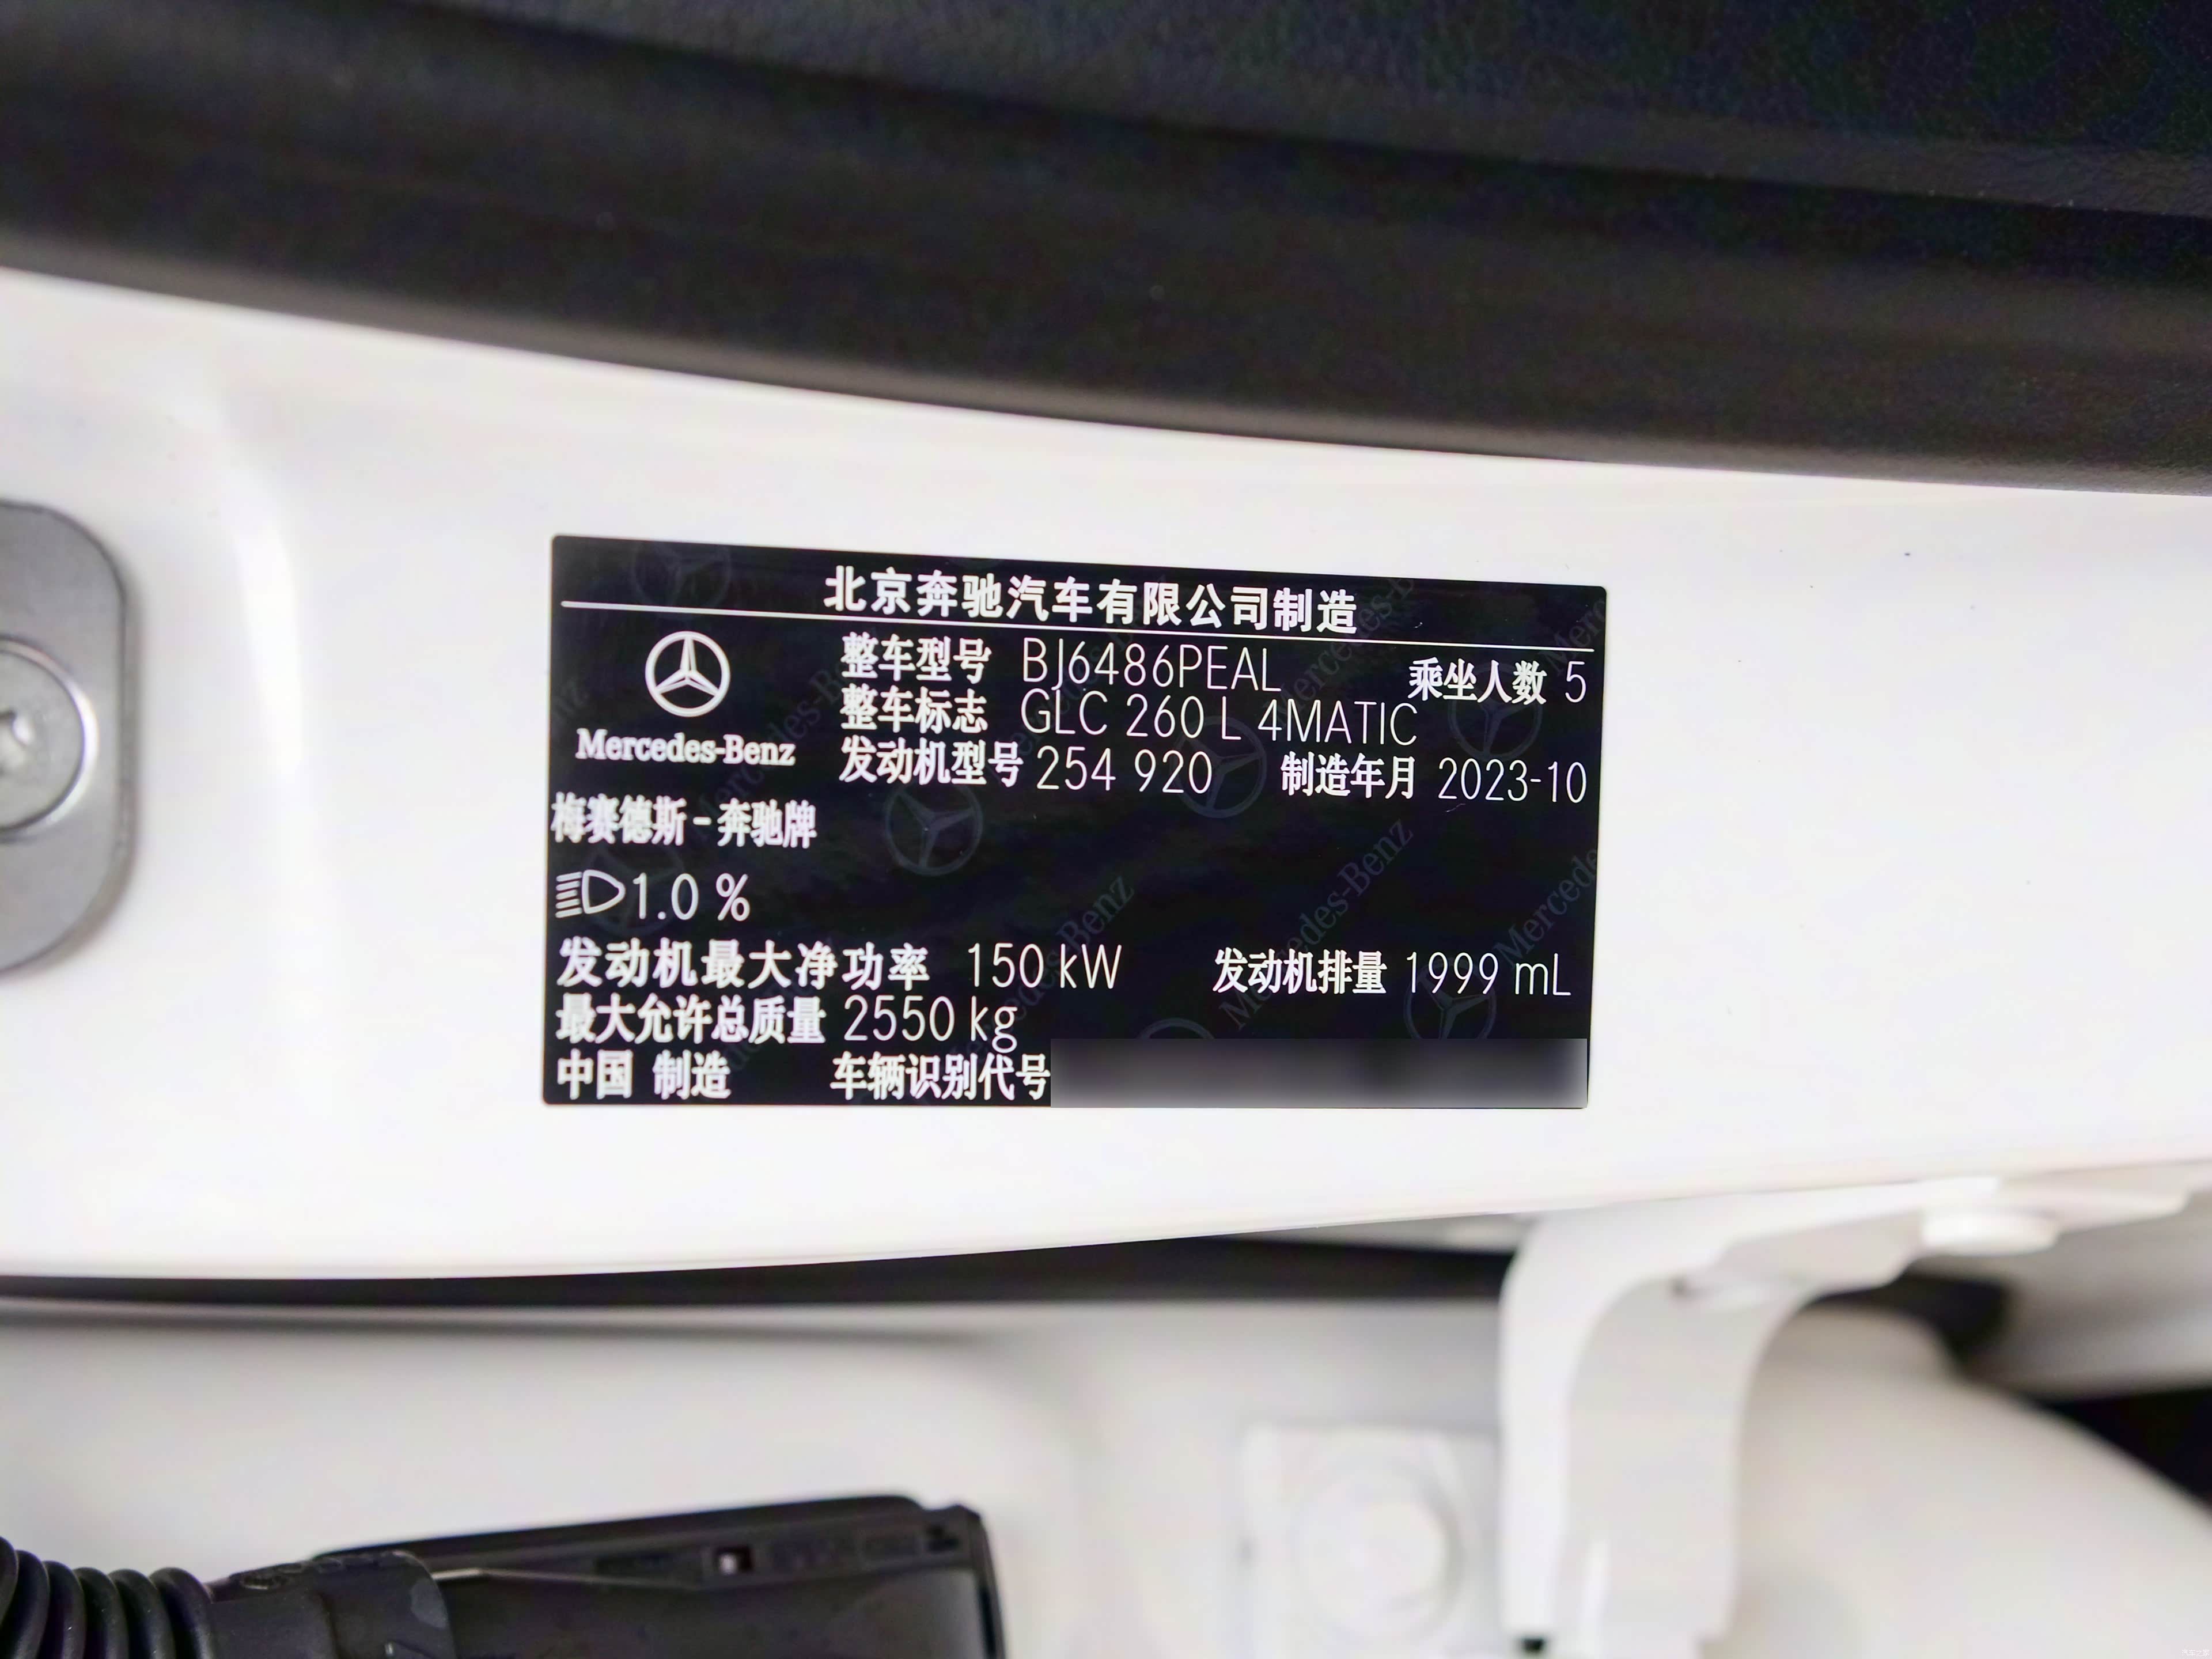 北京奔驰汽车有限公司制造
整车型号 BJ6486PEAL 乘坐人数 5
整车标志 GLC 260 L 4MATIC
Mercedes-Benz
发动机型号 254 920 制造年月 2023-10
梅赛德斯-奔驰牌
1.0 %
发动机最大净功率 150 kW 发动机排量 1999 mL
最大允许总质量 2550 kg
中国 制造 车辆识别代号